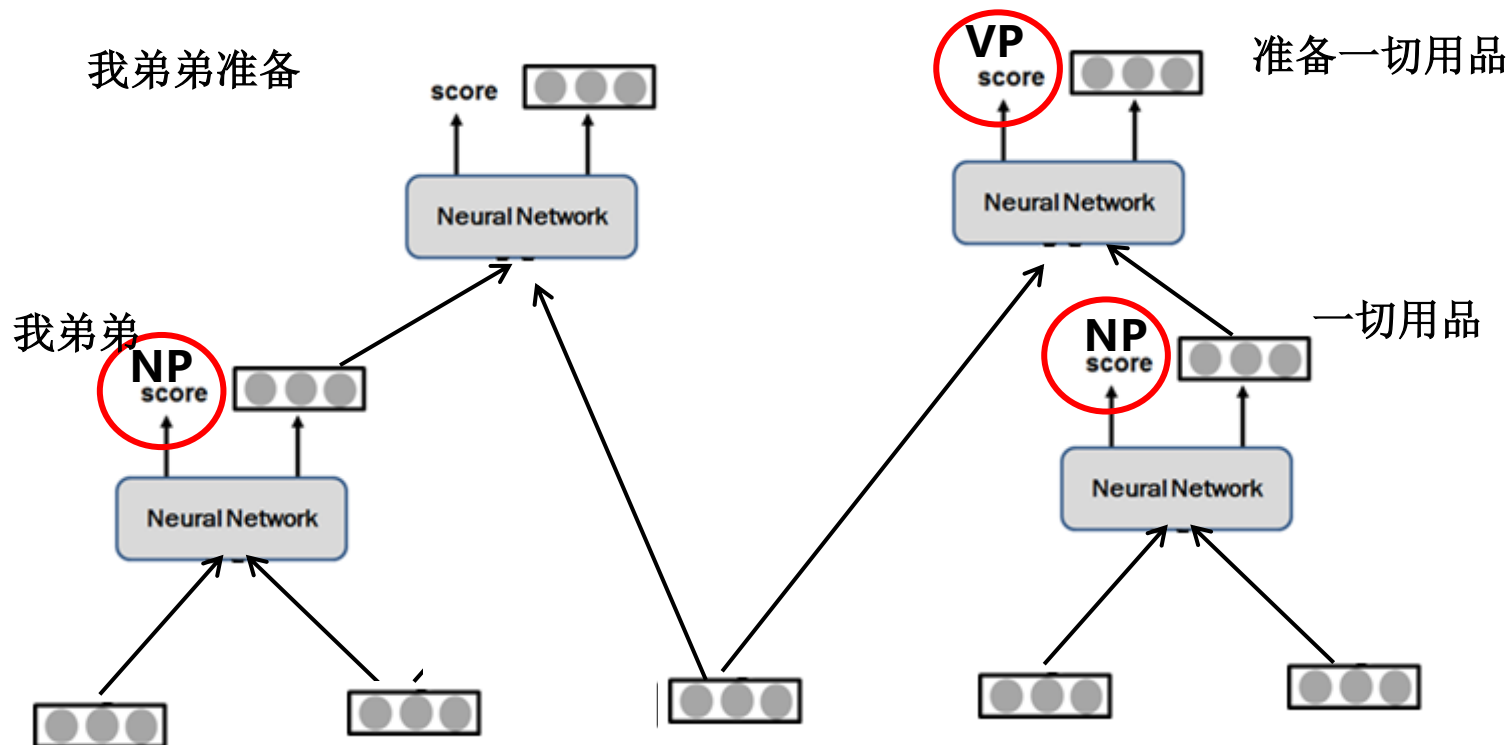 我弟弟准备
score
VP
score
准备一切用品
Neural Network
Neural Network
我弟弟
NP
score
NP
score
一切用品
Neural Network
Neural Network